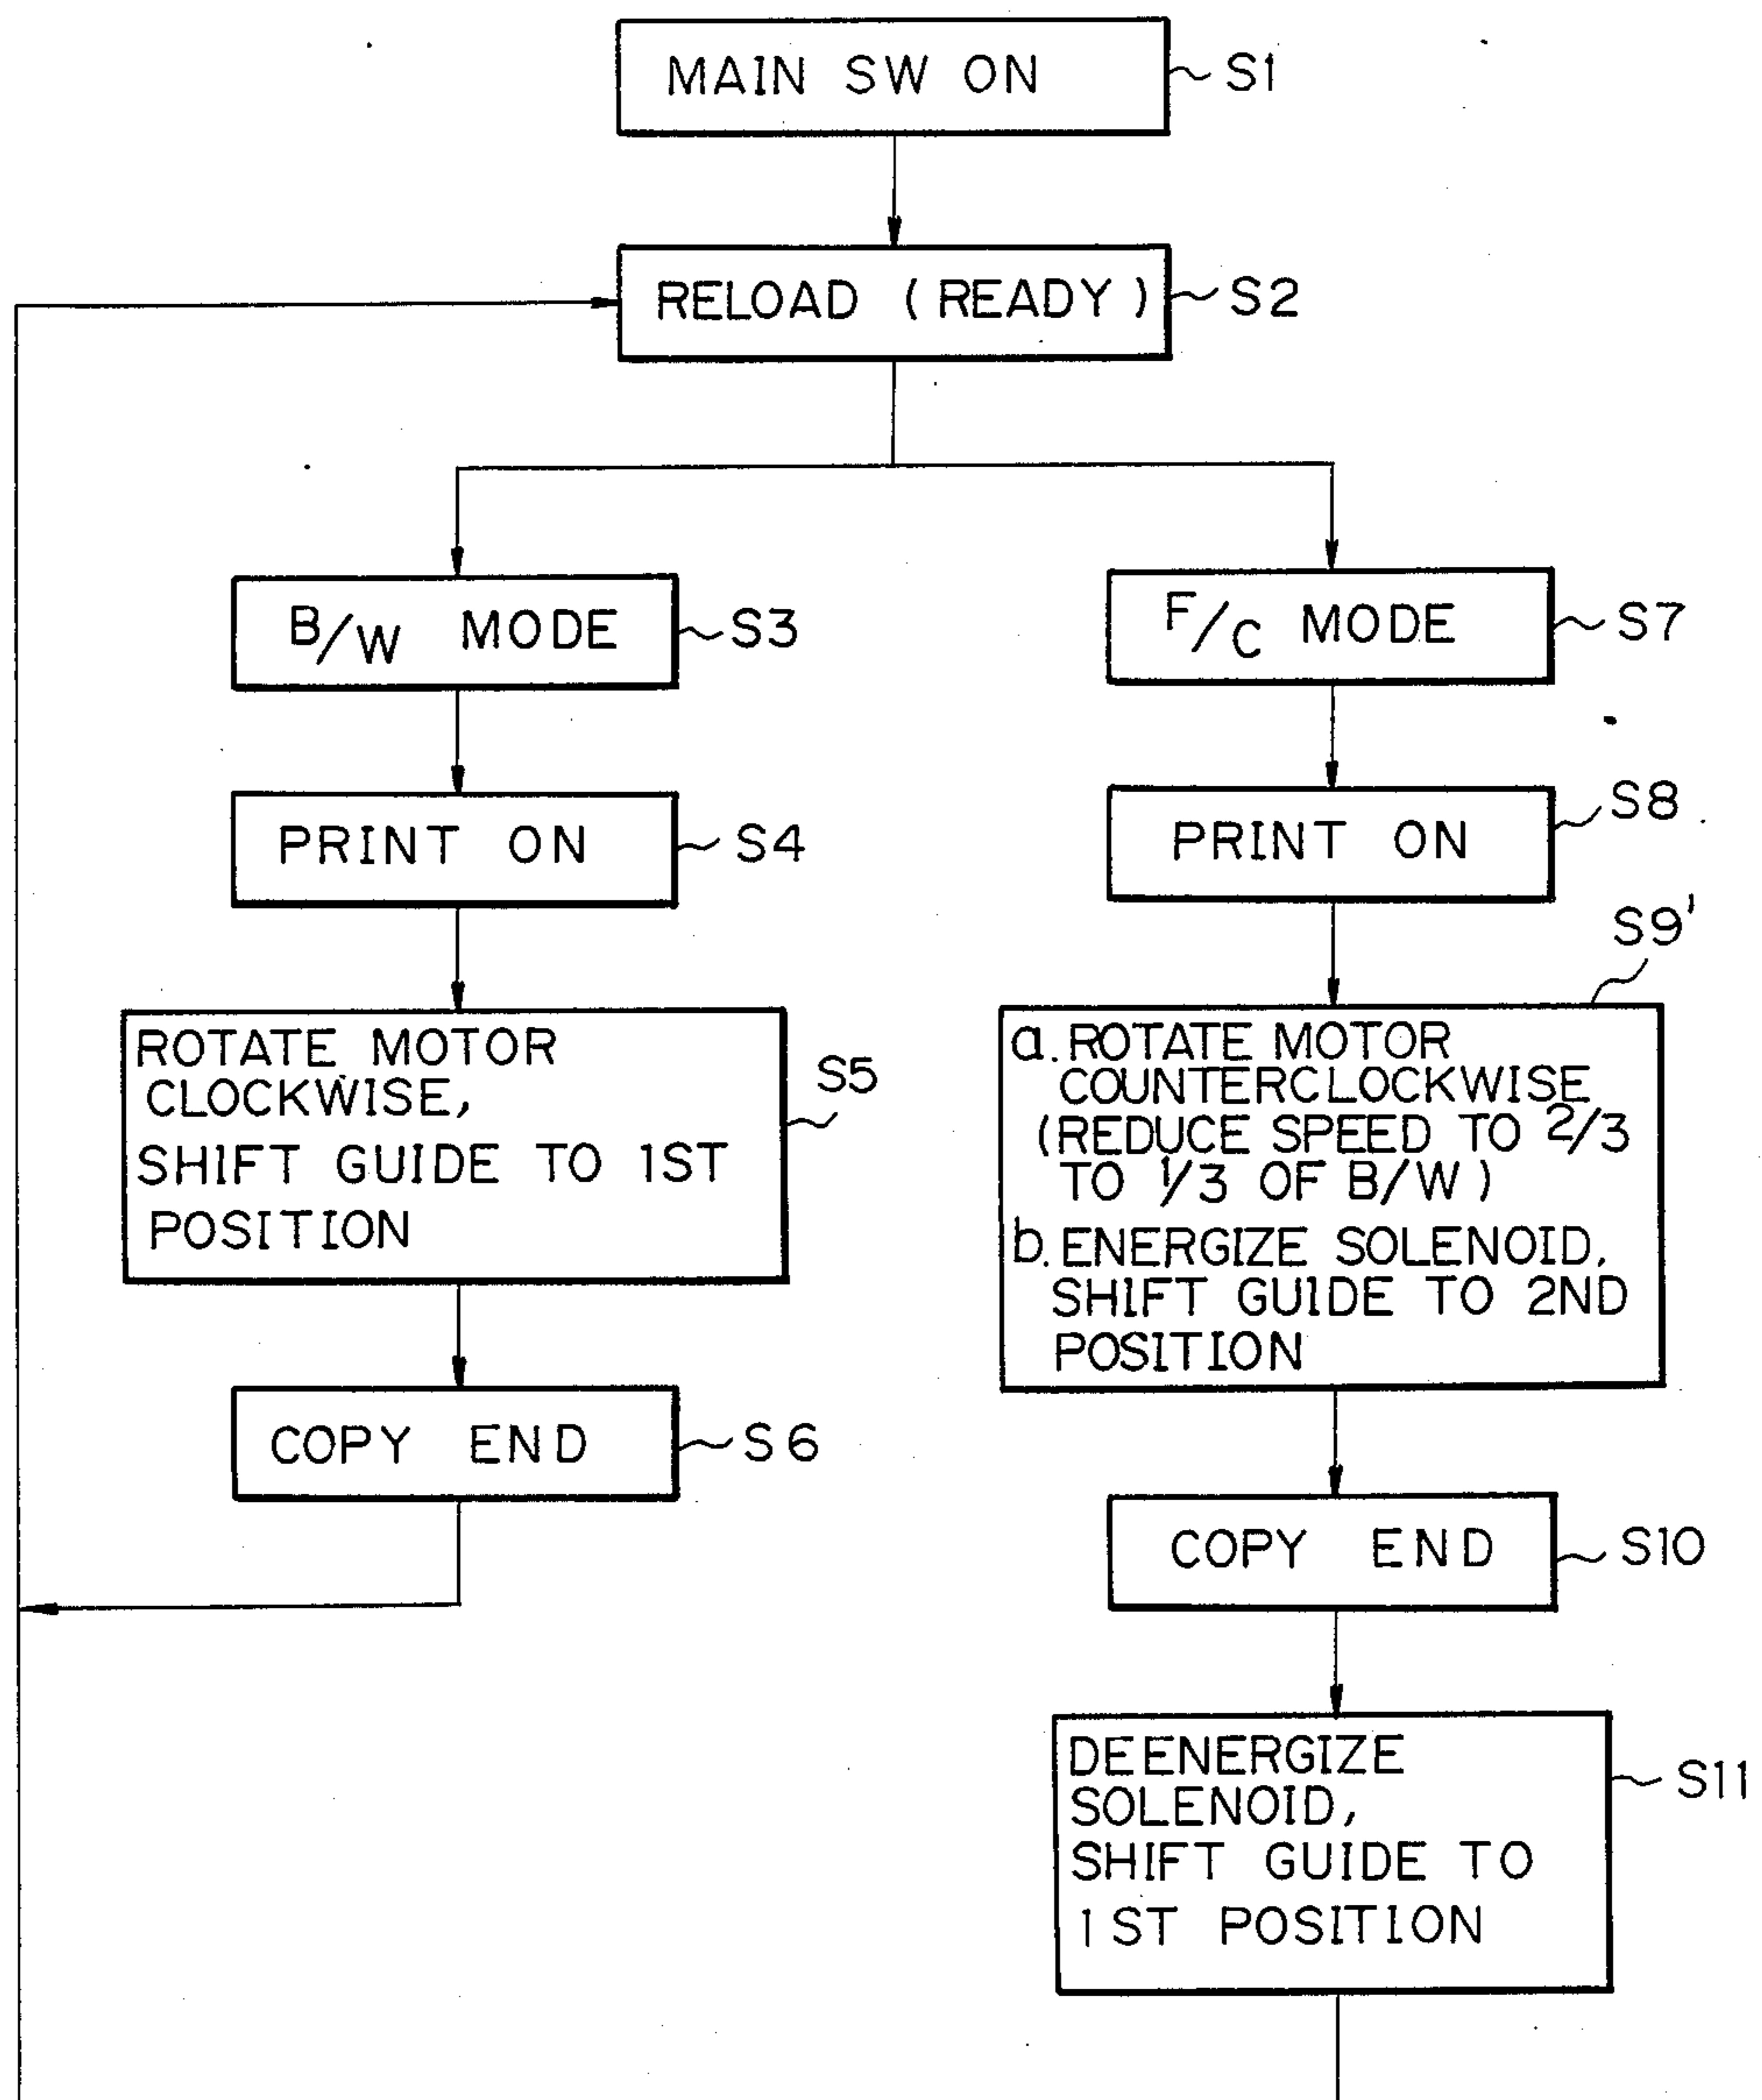 MAIN SW ON
S1
RELOAD (READY)
S2
B/W MODE
S3
PRINT ON
S4
ROTATE MOTOR
CLOCKWISE,
SHIFT GUIDE TO 1ST
POSITION
S5
COPY END
S6
F/C MODE
S7
PRINT ON
S8
S9'
a. ROTATE MOTOR
COUNTERCLOCKWISE
(REDUCE SPEED TO 2/3
TO 1/3 OF B/W)
b. ENERGIZE SOLENOID,
SHIFT GUIDE TO 2ND
POSITION
COPY END
S10
DEENERGIZE
SOLENOID,
SHIFT GUIDE TO
1ST POSITION
S11